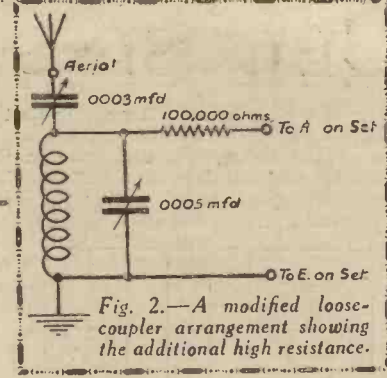 Aerial
0003 mfd
100,000 ohms
To A on Set
0005 mfd
To E. on Set
Fig. 2.—A modified loose-
coupler arrangement showing
the additional high resistance.